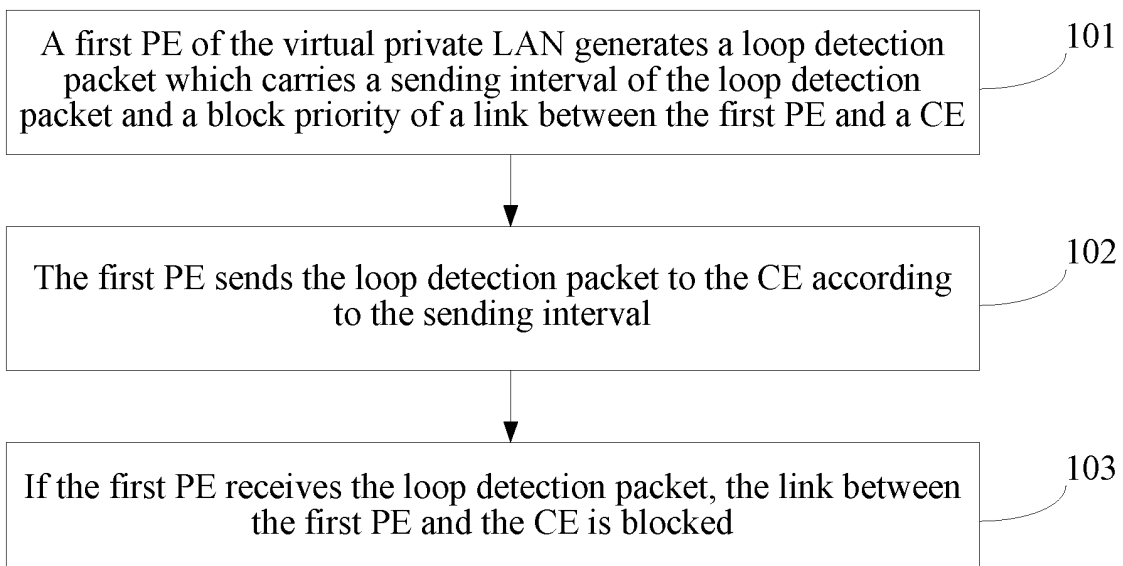 A first PE of the virtual private LAN generates a loop detection
packet which carries a sending interval of the loop detection
packet and a block priority of a link between the first PE and a CE
101
The first PE sends the loop detection packet to the CE according
to the sending interval
102
If the first PE receives the loop detection packet, the link between
the first PE and the CE is blocked
103